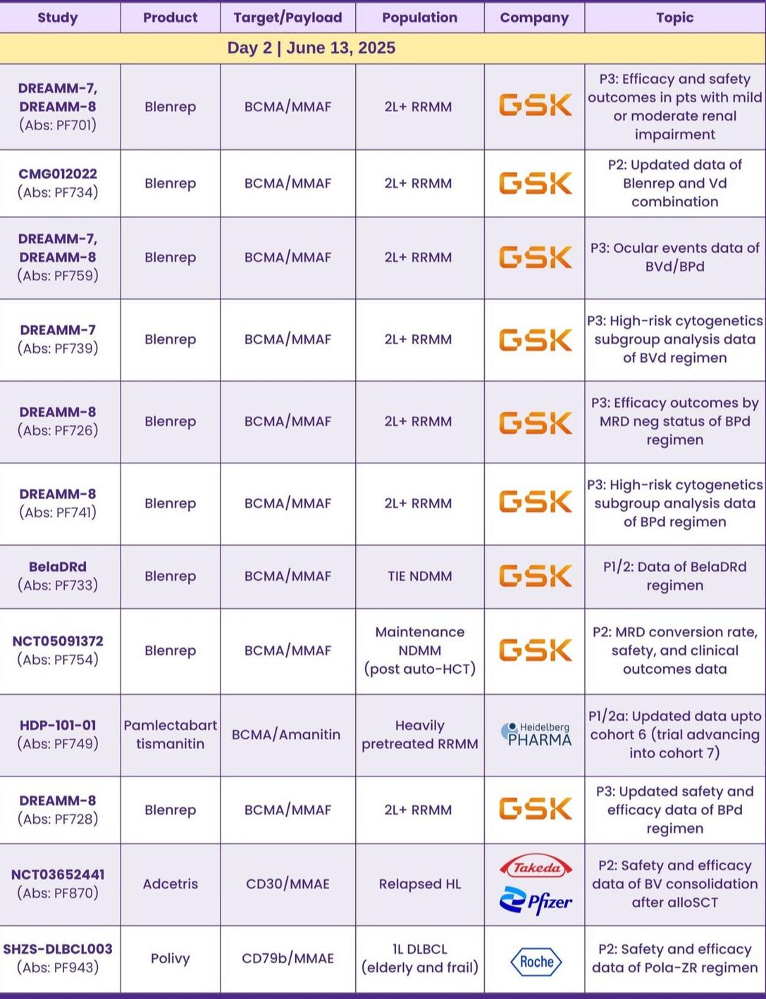 Study Product Target/Payload Population Company Topic
Day 2 | June 13, 2025
DREAMM-7,
DREAMM-8
(Abs: PF701)
Blenrep
BCMA/MMAF
2L+ RRMM
GSK
P3: Efficacy and safety
outcomes in pts with mild
or moderate renal
impairment
CMG012022
(Abs: PF734)
Blenrep
BCMA/MMAF
2L+ RRMM
GSK
P2: Updated data of
Blenrep and Vd
combination
DREAMM-7,
DREAMM-8
(Abs: PF759)
Blenrep
BCMA/MMAF
2L+ RRMM
GSK
P3: Ocular events data of
BVd/BPd
DREAMM-7
(Abs: PF739)
Blenrep
BCMA/MMAF
2L+ RRMM
GSK
P3: High-risk cytogenetics
subgroup analysis data
of BVd regimen
DREAMM-8
(Abs: PF726)
Blenrep
BCMA/MMAF
2L+ RRMM
GSK
P3: Efficacy outcomes by
MRD neg status of BPd
regimen
DREAMM-8
(Abs: PF741)
Blenrep
BCMA/MMAF
2L+ RRMM
GSK
P3: High-risk cytogenetics
subgroup analysis data
of BPd regimen
BelaDRd
(Abs: PF733)
Blenrep
BCMA/MMAF
TIE NDMM
GSK
P1/2: Data of BelaDRd
regimen
NCT05091372
(Abs: PF754)
Blenrep
BCMA/MMAF
Maintenance
NDMM
(post auto-HCT)
GSK
P2: MRD conversion rate,
safety, and clinical
outcomes data
HDP-101-01
(Abs: PF749)
Pamlectabart
tismanitin
BCMA/Amanitin
Heavily
pretreated RRMM
Heidelberg
PHARMA
P1/2a: Updated data upto
cohort 6 (trial advancing
into cohort 7)
DREAMM-8
(Abs: PF728)
Blenrep
BCMA/MMAF
2L+ RRMM
GSK
P3: Updated safety and
efficacy data of BPd
regimen
NCT03652441
(Abs: PF870)
Adcetris
CD30/MMAE
Relapsed HL
Takeda
Pfizer
P2: Safety and efficacy
data of BV consolidation
after alloSCT
SHZS-DLBCL003
(Abs: PF943)
Polivy
CD79b/MMAE
1L DLBCL
(elderly and frail)
Roche
P2: Safety and efficacy
data of Pola-ZR regimen